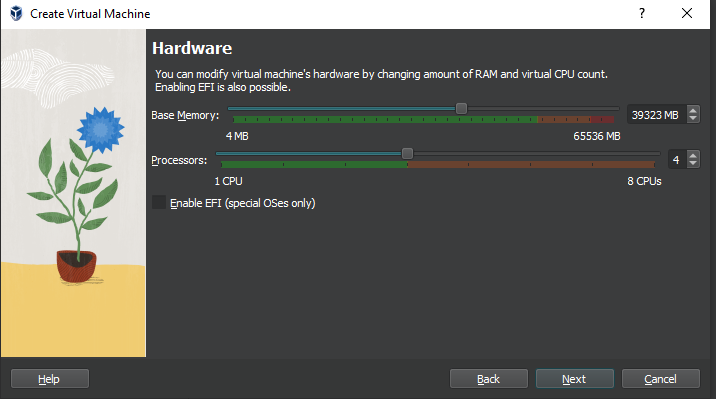 Create Virtual Machine
Hardware
You can modify virtual machine's hardware by changing amount of RAM and virtual CPU count.
Enabling EFI is also possible.
Base Memory: 39323 MB
4 MB 65536 MB
Processors: 4
1 CPU 8 CPUs
Enable EFI (special OSes only)
Help Back Next Cancel